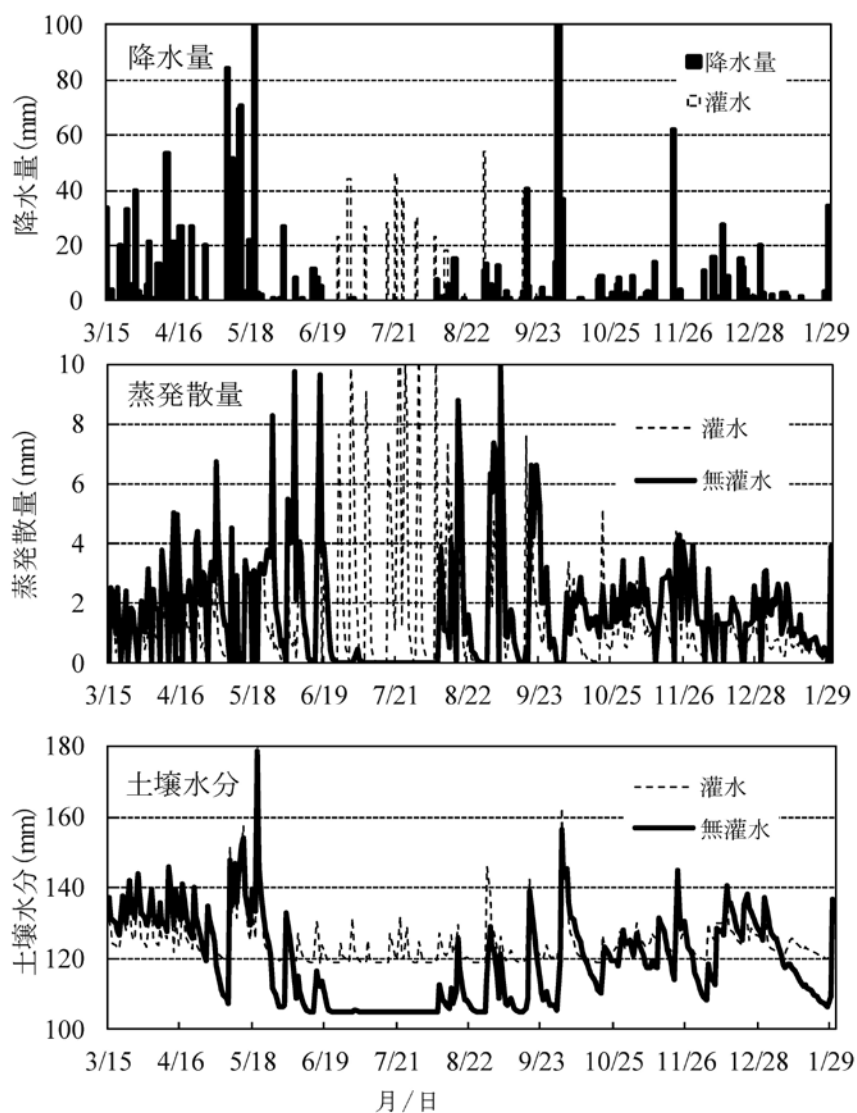 100
80
60
40
20
0
降水量(mm)
降水量
降水量
灌水
3/15 4/16 5/18 6/19 7/21 8/22 9/23 10/25 11/26 12/28 1/29
10
8
6
4
2
0
蒸発散量(mm)
蒸発散量
灌水
無灌水
3/15 4/16 5/18 6/19 7/21 8/22 9/23 10/25 11/26 12/28 1/29
180
160
140
120
100
土壌水分(mm)
土壌水分
灌水
無灌水
3/15 4/16 5/18 6/19 7/21 8/22 9/23 10/25 11/26 12/28 1/29
月/日